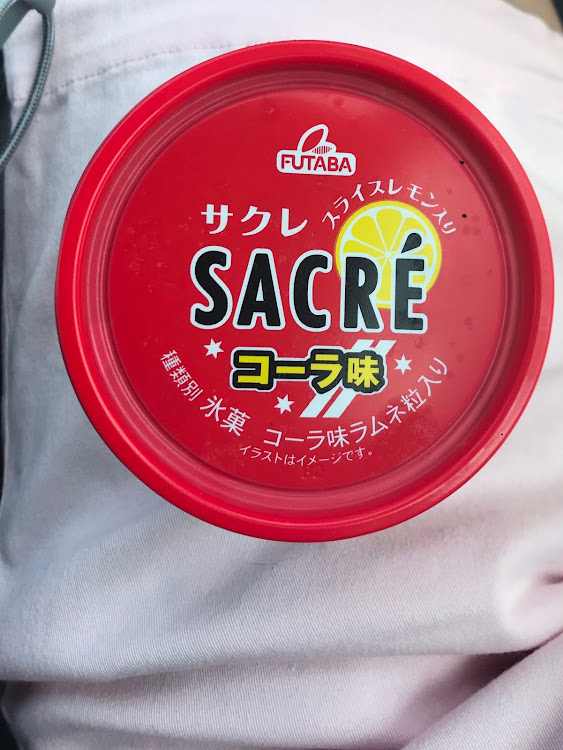 FUTABA
サクレ
スライスレモン入り
SACRÉ
コーラ味
種類別 氷菓 コーラ味ラムネ粒入り
イラストはイメージです。